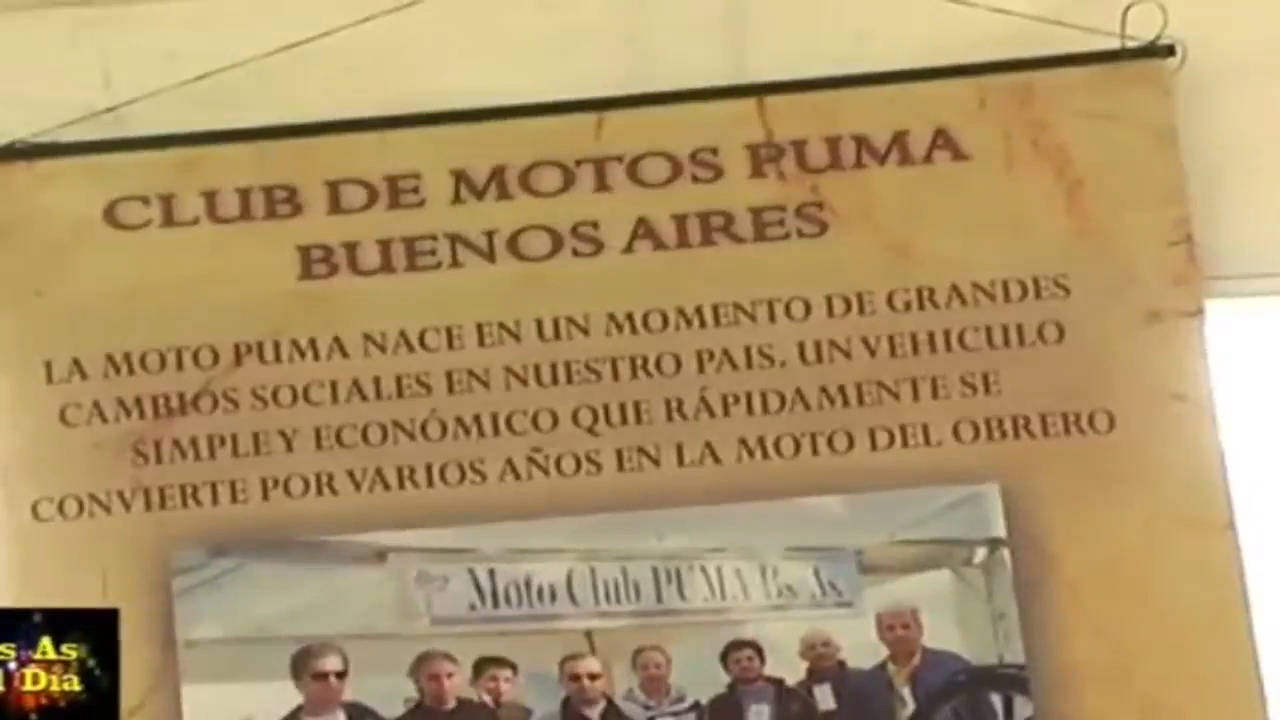 CLUB DE MOTOS PUMA
BUENOS AIRES
LA MOTO PUMA NACE EN UN MOMENTO DE GRANDES
CAMBIOS SOCIALES EN NUESTRO PAIS. UN VEHICULO
SIMPLE Y ECONÓMICO QUE RÁPIDAMENTE SE
CONVIERTE POR VARIOS AÑOS EN LA MOTO DEL OBRERO
Moto Club PUMA Bs As
s As
l Dia